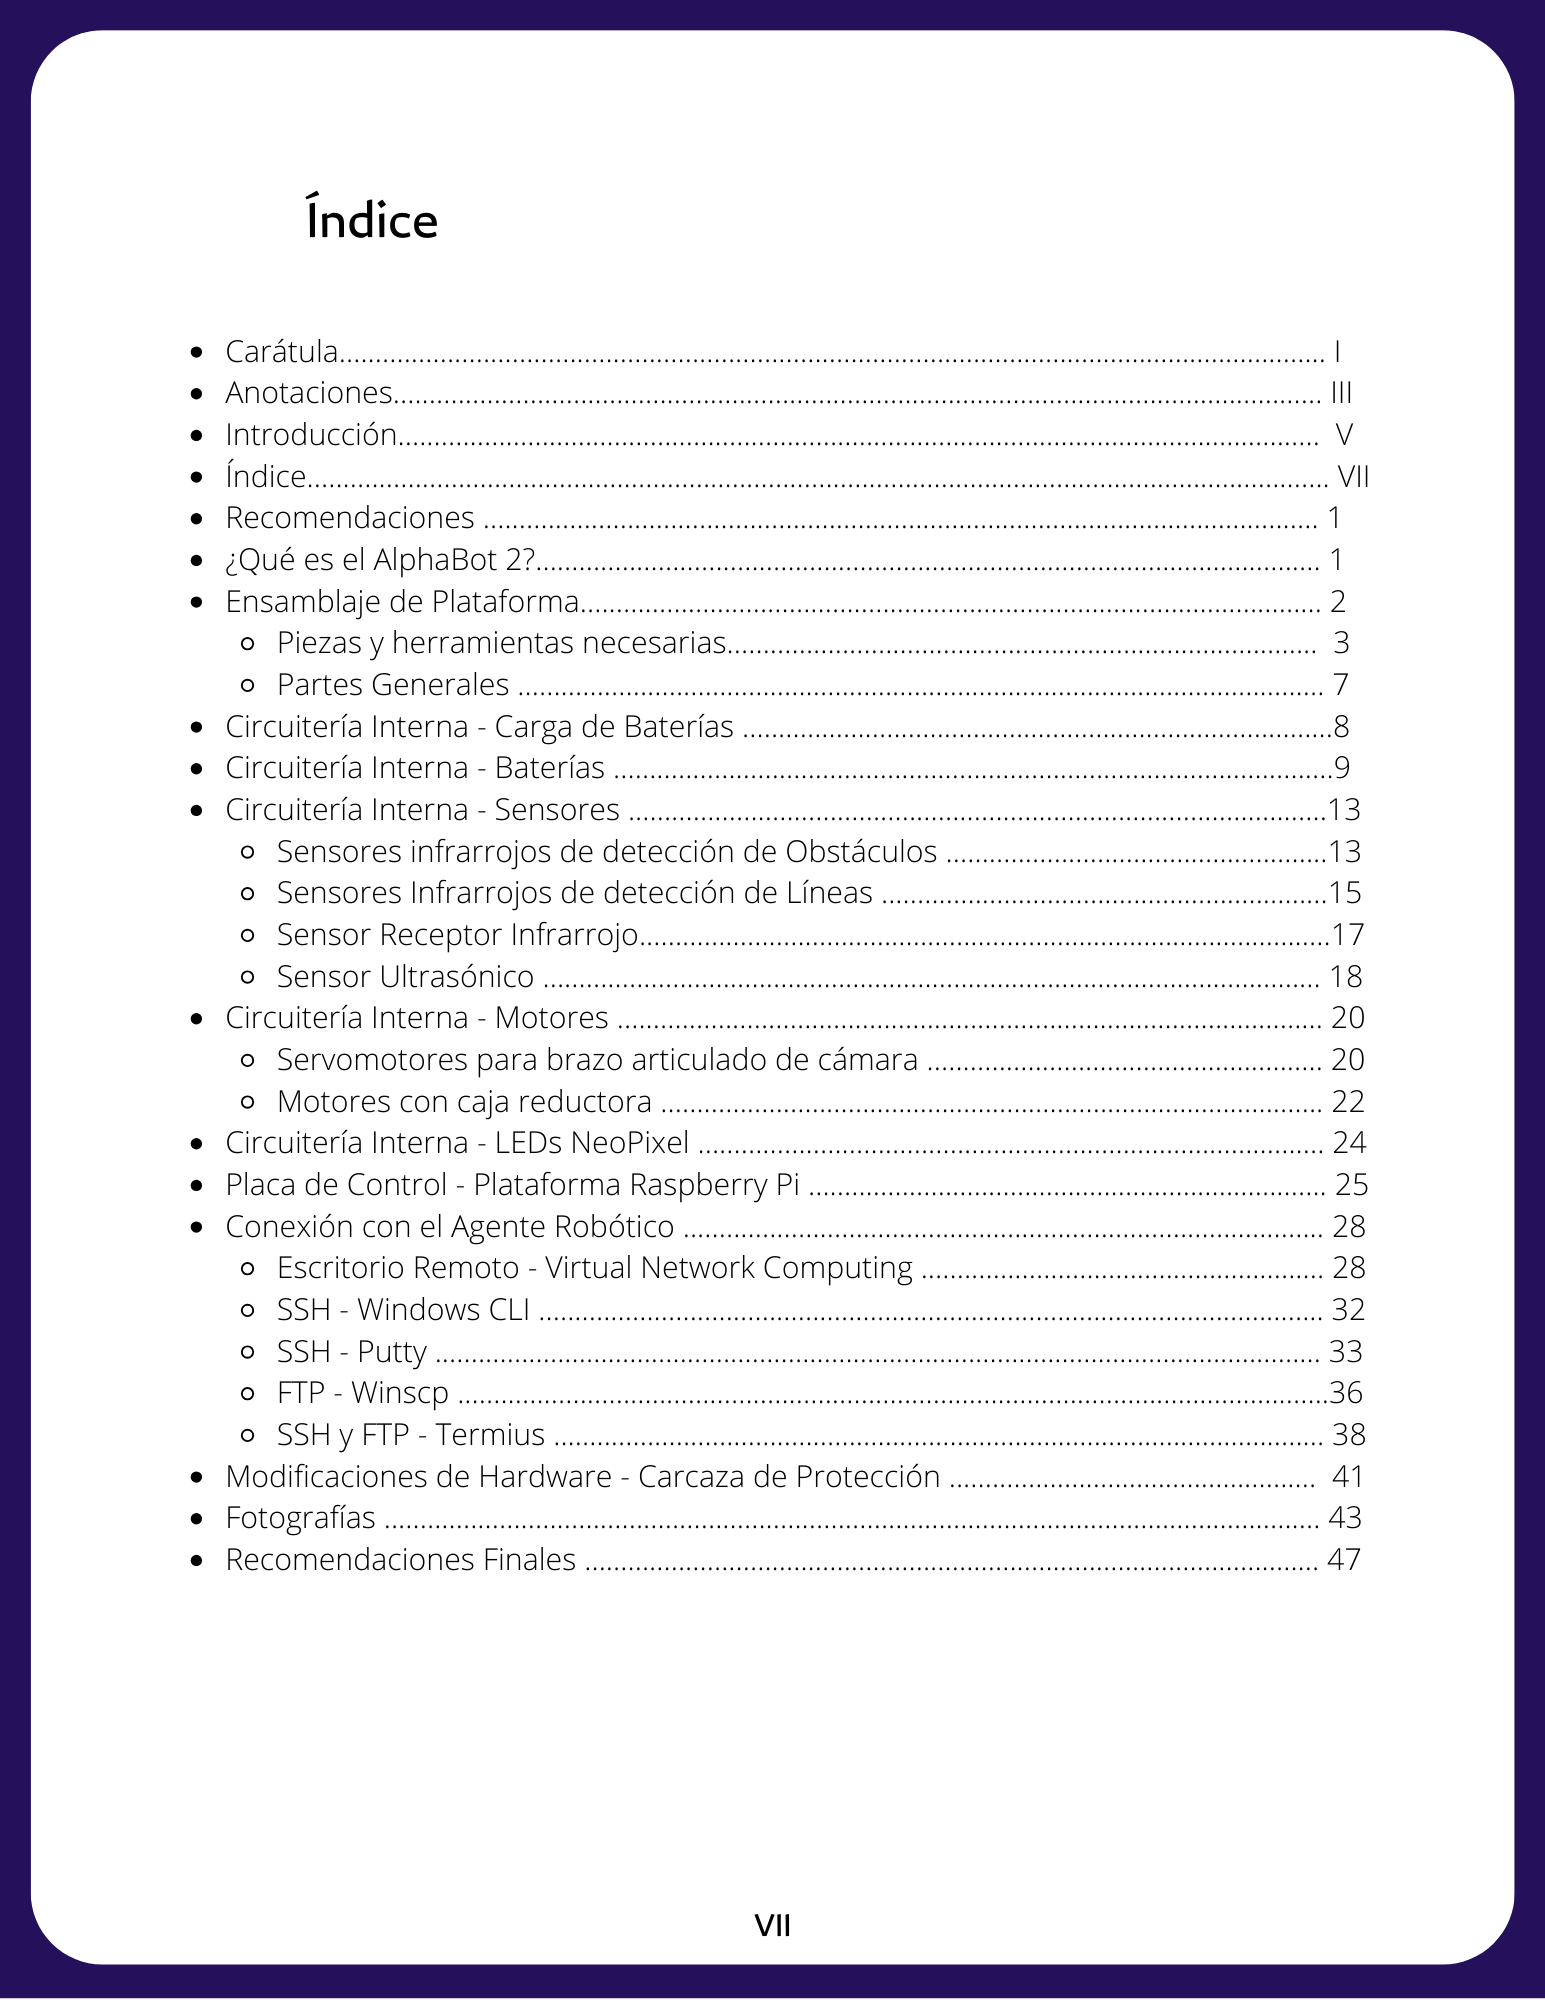 Índice
• Carátula........................................................................................................................................ I
• Anotaciones................................................................................................................................ III
• Introducción............................................................................................................................... V
• Índice............................................................................................................................................. VII
• Recomendaciones ................................................................................................................... 1
• ¿Qué es el AlphaBot 2?............................................................................................................ 1
• Ensamblaje de Plataforma...................................................................................................... 2
○ Piezas y herramientas necesarias................................................................................. 3
○ Partes Generales ............................................................................................................... 7
• Circuitería Interna - Carga de Baterías .................................................................................8
• Circuitería Interna - Baterías ...................................................................................................9
• Circuitería Interna - Sensores ................................................................................................13
○ Sensores infrarrojos de detección de Obstáculos .....................................................13
○ Sensores Infrarrojos de detección de Líneas ..............................................................15
○ Sensor Receptor Infrarrojo...............................................................................................17
○ Sensor Ultrasónico ........................................................................................................... 18
• Circuitería Interna - Motores ................................................................................................. 20
○ Servomotores para brazo articulado de cámara ....................................................... 20
○ Motores con caja reductora ........................................................................................... 22
• Circuitería Interna - LEDs NeoPixel ...................................................................................... 24
• Placa de Control - Plataforma Raspberry Pi ........................................................................ 25
• Conexión con el Agente Robótico ......................................................................................... 28
○ Escritorio Remoto - Virtual Network Computing ........................................................ 28
○ SSH - Windows CLI ............................................................................................................ 32
○ SSH - Putty .......................................................................................................................... 33
○ FTP - Winscp ........................................................................................................................36
○ SSH y FTP - Termius .......................................................................................................... 38
• Modificaciones de Hardware - Carcaza de Protección ................................................... 41
• Fotografías ................................................................................................................................. 43
• Recomendaciones Finales ...................................................................................................... 47
VII